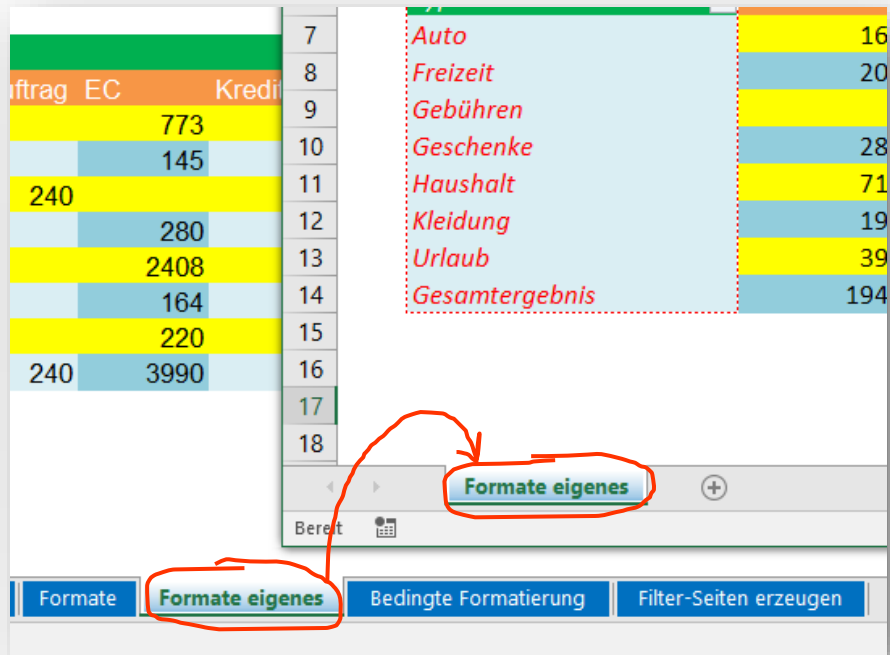 7 Auto 16
8 Freizeit 20
9 Gebühren
10 Geschenke 28
11 Haushalt 71
12 Kleidung 19
13 Urlaub 39
14 Gesamtergebnis 194
15
16
17
18
Formate eigenes
Bereit
uftrag EC Kredi
773
145
240
280
2408
164
220
240 3990
Formate Formate eigenes Bedingte Formatierung Filter-Seiten erzeugen